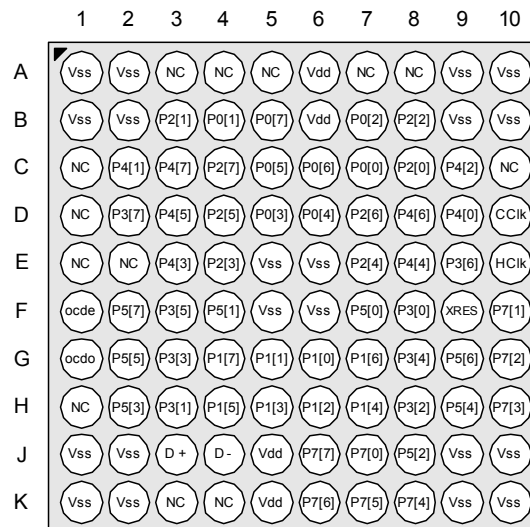 1 2 3 4 5 6 7 8 9 10
A Vss Vss NC NC NC Vdd NC NC Vss Vss
B Vss Vss P2[1] P0[1] P0[7] Vdd P0[2] P2[2] Vss Vss
C NC P4[1] P4[7] P2[7] P0[5] P0[6] P0[0] P2[0] P4[2] NC
D NC P3[7] P4[5] P2[5] P0[3] P0[4] P2[6] P4[6] P4[0] CClk
E NC NC P4[3] P2[3] Vss Vss P2[4] P4[4] P3[6] HClk
F ocde P5[7] P3[5] P5[1] Vss Vss P5[0] P3[0] XRES P7[1]
G ocdo P5[5] P3[3] P1[7] P1[1] P1[0] P1[6] P3[4] P5[6] P7[2]
H NC P5[3] P3[1] P1[5] P1[3] P1[2] P1[4] P3[2] P5[4] P7[3]
J Vss Vss D + D - Vdd P7[7] P7[0] P5[2] Vss Vss
K Vss Vss NC NC Vdd P7[6] P7[5] P7[4] Vss Vss